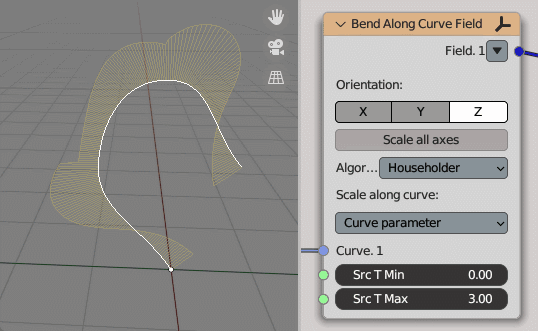 Bend Along Curve Field
Field. 1
Orientation:
X Y Z
Scale all axes
Algor... Householder
Scale along curve:
Curve parameter
Curve. 1
Src T Min 0.00
Src T Max 3.00